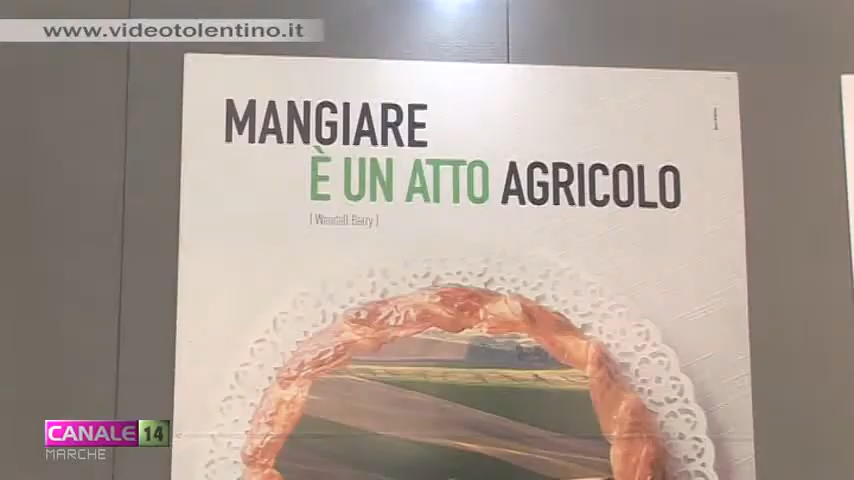 www.videotolentino.it
MANGIARE
È UN ATTO AGRICOLO
[ Wendell Berry ]
CANALE 14
MARCHE